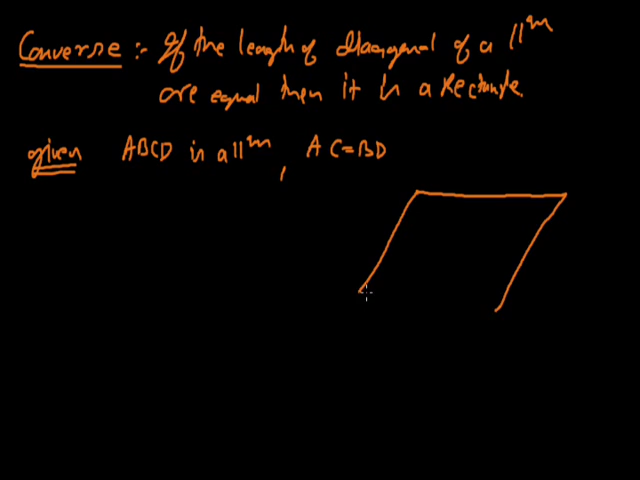 Converse :- If the length of diagonal of a ||gm
are equal then it is a Rectangle.
given ABCD is a ||gm, AC=BD